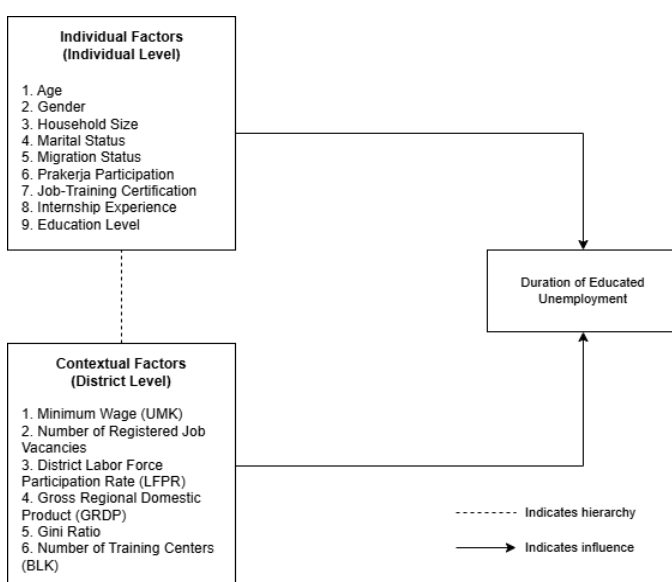 Individual Factors
(Individual Level)
1. Age
2. Gender
3. Household Size
4. Marital Status
5. Migration Status
6. Prakerja Participation
7. Job-Training Certification
8. Internship Experience
9. Education Level
Duration of Educated
Unemployment
Contextual Factors
(District Level)
1. Minimum Wage (UMK)
2. Number of Registered Job
Vacancies
3. District Labor Force
Participation Rate (LFPR)
4. Gross Regional Domestic
Product (GRDP)
5. Gini Ratio
6. Number of Training Centers
(BLK)
Indicates hierarchy
Indicates influence